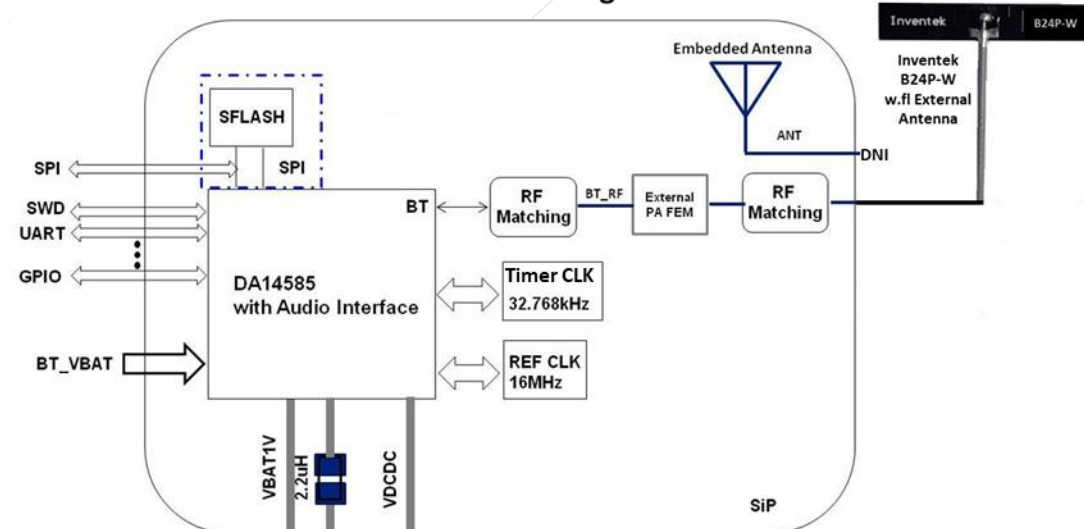 Inventek
B24P-W
Embedded Antenna
Inventek
B24P-W
w.fl External
Antenna
SFLASH
ANT
DNI
SPI
SPI
BT
RF
Matching
BT_RF
External
PA FEM
RF
Matching
SWD
UART
GPIO
DA14585
with Audio Interface
Timer CLK
32.768kHz
BT_VBAT
REF CLK
16MHz
VBAT1V
2.2uH
VDCDC
SiP